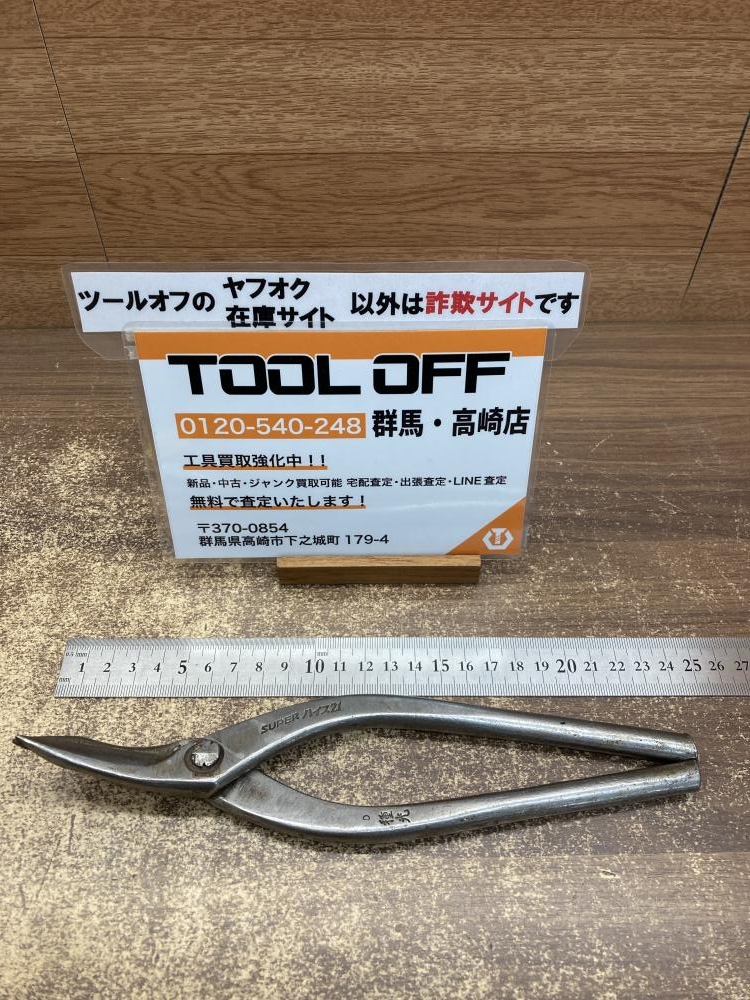 ツールオフの ヤフオク 在庫サイト 以外は詐欺サイトです
TOOL OFF
0120-540-248 群馬・高崎店
工具買取強化中！！
新品・中古・ジャンク買取可能 宅配査定・出張査定・LINE査定
無料で査定いたします！
〒370-0854
群馬県高崎市下之城町 179-4
0.5 1mm 1 2 3 4 5 6 7 8 9 10 11 12 13 14 15 16 17 18 19 20 21 22 23 24 25 26 27
mm
SUPER ハイス21
D